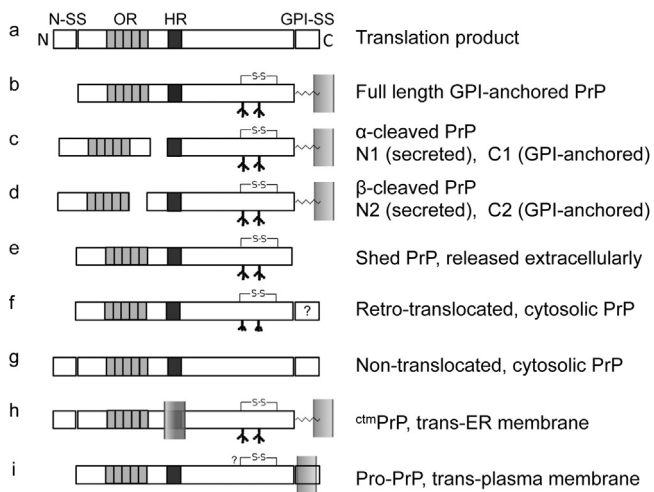 N-SS OR HR GPI-SS
a N C Translation product
b S-S Full length GPI-anchored PrP
c S-S α-cleaved PrP
N1 (secreted), C1 (GPI-anchored)
d S-S β-cleaved PrP
N2 (secreted), C2 (GPI-anchored)
e S-S Shed PrP, released extracellularly
f S-S ? Retro-translocated, cytosolic PrP
g Non-translocated, cytosolic PrP
h S-S ctmPrP, trans-ER membrane
i ? S-S Pro-PrP, trans-plasma membrane